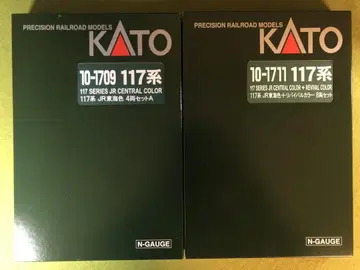 PRECISION RAILROAD MODELS
KATO
10-1709 117系
117 SERIES JR CENTRAL COLOR
117系 JR東海色 4両セットA
N-GAUGE
PRECISION RAILROAD MODELS
KATO
10-1711 117系
117 SERIES JR CENTRAL COLOR + REVIVAL COLOR
117系 JR東海色+リバイバルカラー 8両セット
N-GAUGE